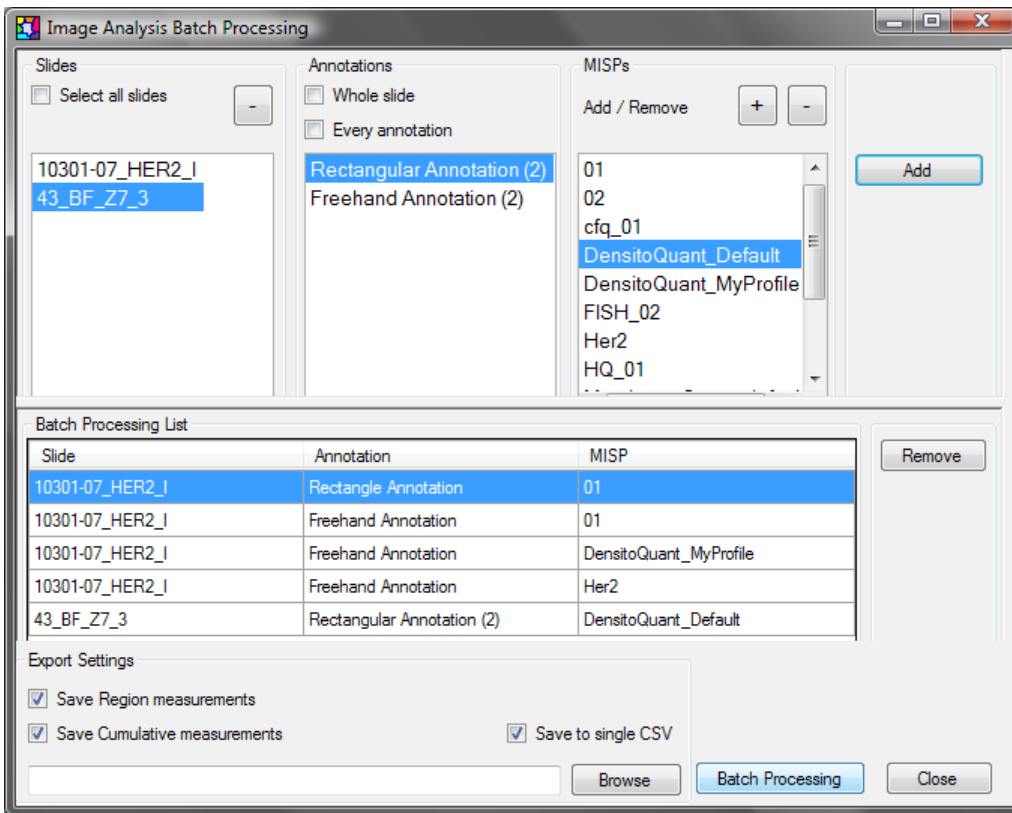 Image Analysis Batch Processing
Slides
Select all slides
-
10301-07_HER2_I
43_BF_Z7_3
Annotations
Whole slide
Every annotation
Rectangular Annotation (2)
Freehand Annotation (2)
MISPs
Add / Remove + -
01
02
cfq_01
DensitoQuant_Default
DensitoQuant_MyProfile
FISH_02
Her2
HQ_01
Add
Batch Processing List
Slide Annotation MISP
10301-07_HER2_I Rectangle Annotation 01
10301-07_HER2_I Freehand Annotation 01
10301-07_HER2_I Freehand Annotation DensitoQuant_MyProfile
10301-07_HER2_I Freehand Annotation Her2
43_BF_Z7_3 Rectangular Annotation (2) DensitoQuant_Default
Remove
Export Settings
Save Region measurements
Save Cumulative measurements Save to single CSV
Browse Batch Processing Close